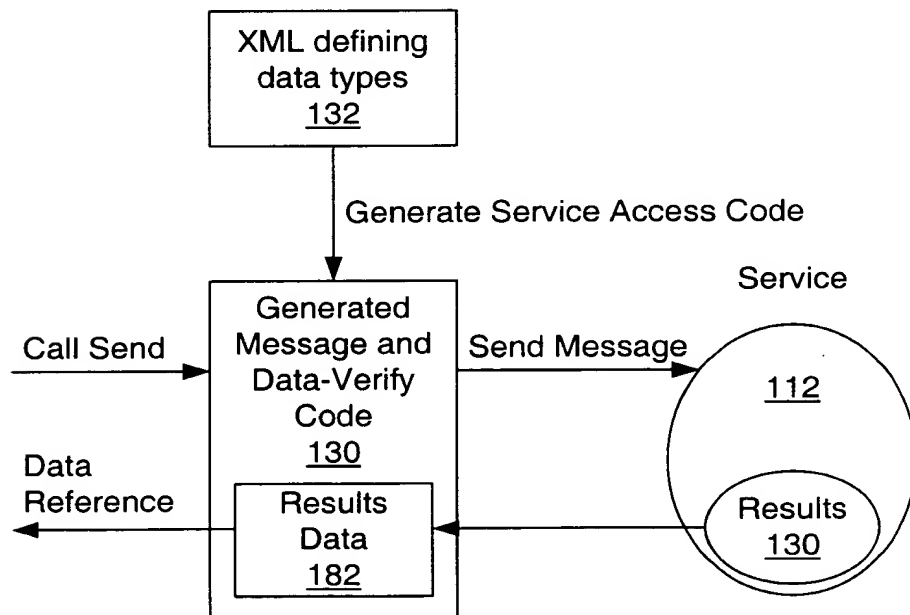 XML defining
data types
132
Generate Service Access Code
Service
Call Send
Generated
Message and
Data-Verify
Code
130
Send Message
112
Data
Reference
Results
Data
182
Results
130